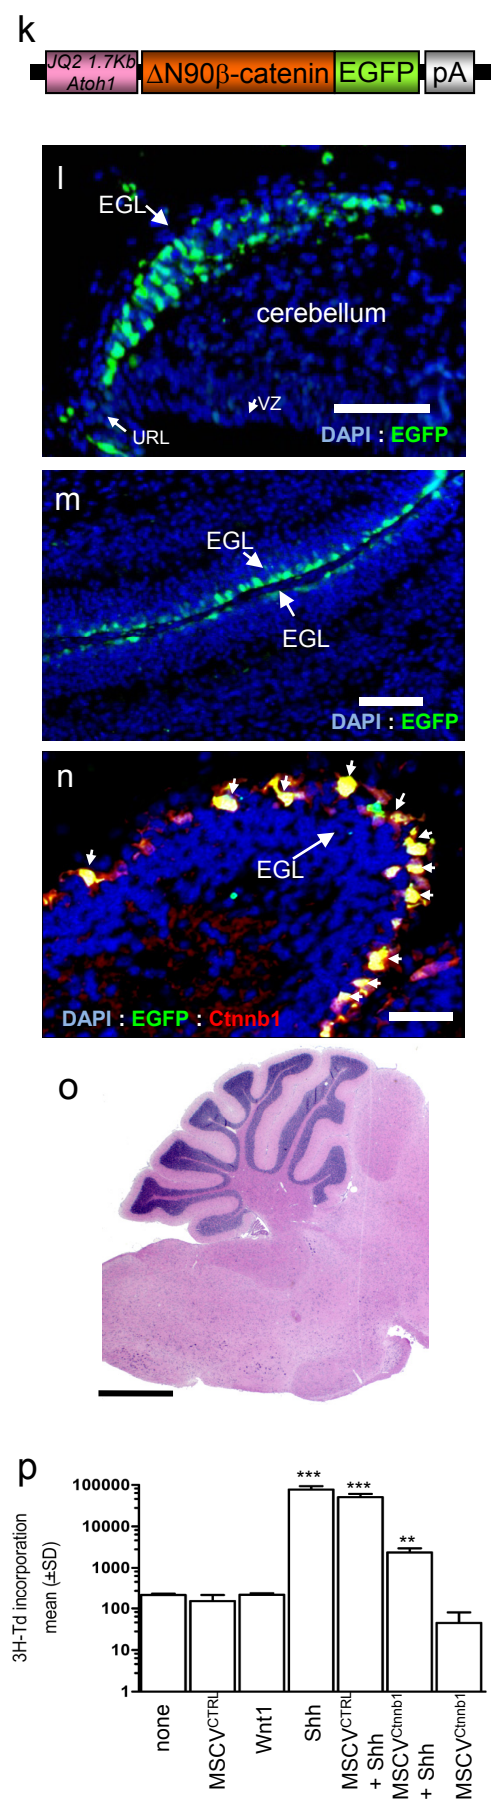 k
JQ2 1.7Kb
Atoh1
ΔN90β-catenin
EGFP
pA
l
EGL
cerebellum
VZ
URL
DAPI : EGFP
m
EGL
EGL
DAPI : EGFP
n
EGL
DAPI : EGFP : Ctnnb1
o
p
3H-Td incorporation
mean (±SD)
100000
10000
1000
100
10
1
***
***
**
none
MSCV^CTRL
Wnt1
Shh
MSCV^CTRL
+ Shh
MSCV^Ctnnb1
+ Shh
MSCV^Ctnnb1